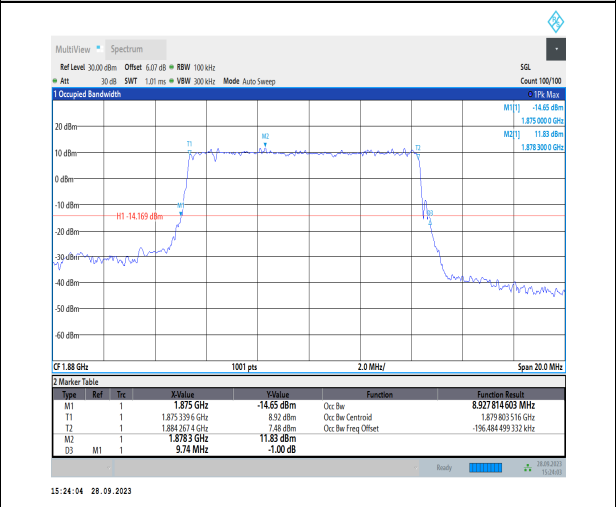 MultiView Spectrum
Ref Level 30.00 dBm Offset 6.07 dB RBW 100 kHz SGL
Att 30 dB SWT 1.01 ms VBW 300 kHz Mode Auto Sweep Count 100/100
1 Occupied Bandwidth 1Pk Max
M1[1] -14.65 dBm
1.875 000 0 GHz
20 dBm
M2[1] 11.83 dBm
1.878 300 0 GHz
M2
T1
T2
10 dBm
0 dBm
-10 dBm
M1
H1 -14.169 dBm
D3
-20 dBm
-30 dBm
-40 dBm
-50 dBm
-60 dBm
CF 1.88 GHz 1001 pts 2.0 MHz/ Span 20.0 MHz
2 Marker Table
Type Ref Trc X-Value Y-Value Function Function Result
M1 1 1.875 GHz -14.65 dBm Occ Bw 8.927 814 603 MHz
T1 1 1.875 339 6 GHz 8.92 dBm Occ Bw Centroid 1.879 803 516 GHz
T2 1 1.884 267 4 GHz 7.48 dBm Occ Bw Freq Offset -196.484 499 332 kHz
M2 1 1.878 3 GHz 11.83 dBm
D3 M1 1 9.74 MHz -1.00 dB
Ready 28.09.2023
15:24:03
15:24:04 28.09.2023